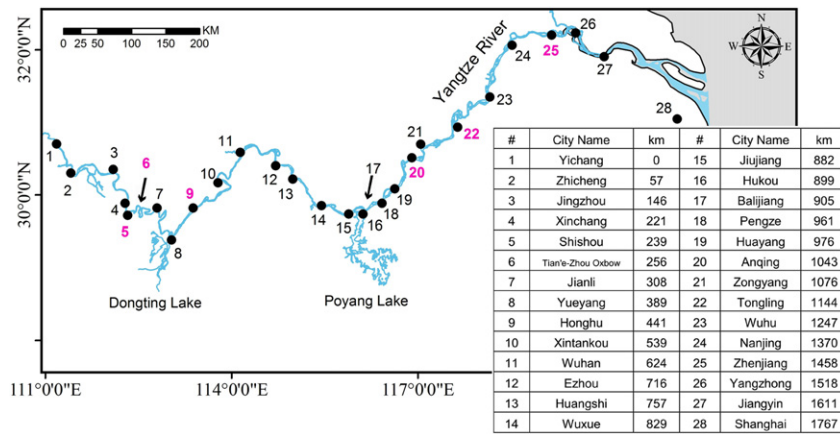 KM
0 25 50 100 150 200
32°0'0"N
30°0'0"N
111°0'0"E
114°0'0"E
117°0'0"E
N
W E
S
Yangtze River
Dongting Lake
Poyang Lake
1
2
3
4
5
6
7
8
9
10
11
12
13
14
15
16
17
18
19
20
21
22
23
24
25
26
27
28
# City Name km # City Name km
1 Yichang 0 15 Jiujiang 882
2 Zhicheng 57 16 Hukou 899
3 Jingzhou 146 17 Balijiang 905
4 Xinchang 221 18 Pengze 961
5 Shishou 239 19 Huayang 976
6 Tian'e-Zhou Oxbow 256 20 Anqing 1043
7 Jianli 308 21 Zongyang 1076
8 Yueyang 389 22 Tongling 1144
9 Honghu 441 23 Wuhu 1247
10 Xintankou 539 24 Nanjing 1370
11 Wuhan 624 25 Zhenjiang 1458
12 Ezhou 716 26 Yangzhong 1518
13 Huangshi 757 27 Jiangyin 1611
14 Wuxue 829 28 Shanghai 1767